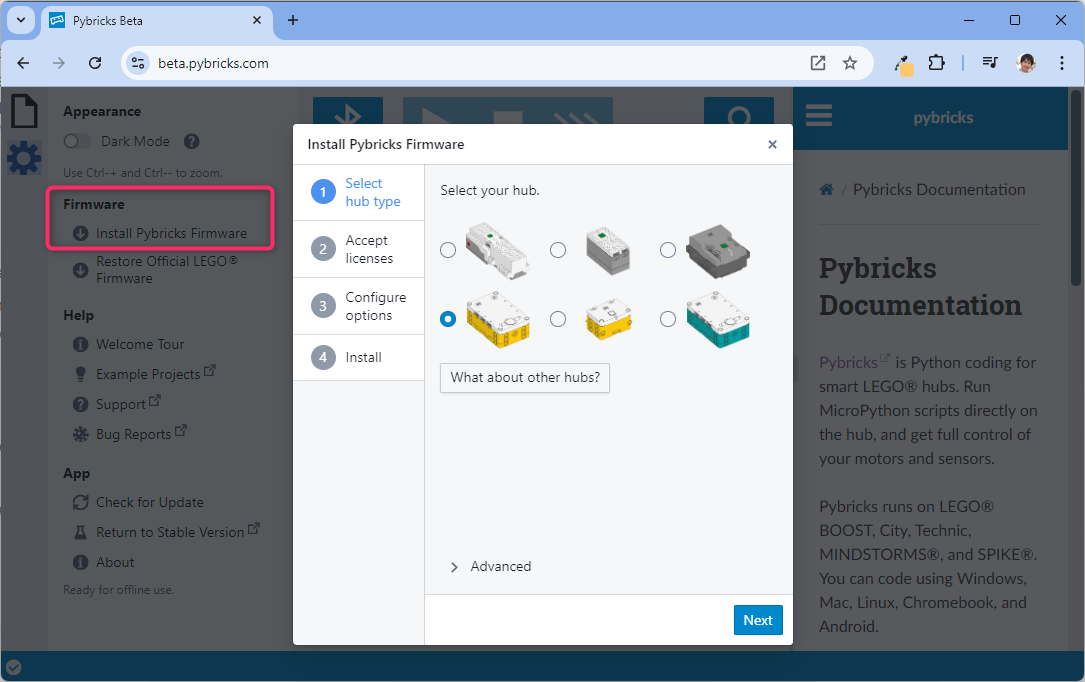 Pybricks Beta
beta.pybricks.com
Appearance
Dark Mode
Use Ctrl-+ and Ctrl-- to zoom.
Firmware
Install Pybricks Firmware
Restore Official LEGO®
Firmware
Help
Welcome Tour
Example Projects
Support
Bug Reports
App
Check for Update
Return to Stable Version
About
Ready for offline use.
Install Pybricks Firmware
1
Select
hub type
2
Accept
licenses
3
Configure
options
4
Install
Select your hub.
What about other hubs?
Advanced
Next
pybricks
/ Pybricks Documentation
Pybricks
Documentation
Pybricks is Python coding for
smart LEGO® hubs. Run
MicroPython scripts directly on
the hub, and get full control of
your motors and sensors.
Pybricks runs on LEGO®
BOOST, City, Technic,
MINDSTORMS®, and SPIKE®.
You can code using Windows,
Mac, Linux, Chromebook, and
Android.